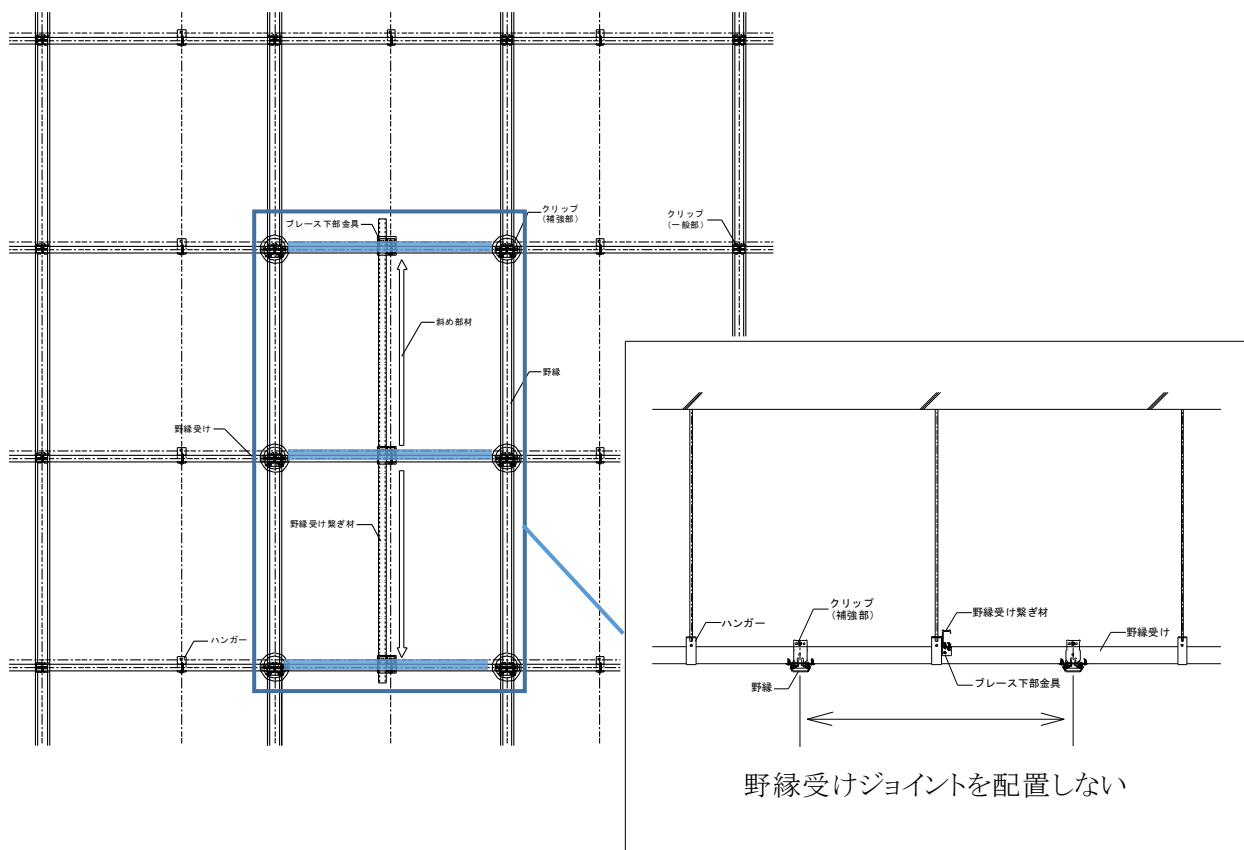 クリップ
(補強部)
クリップ
(一般部)
ブレース下部金具
斜め部材
野縁
野縁受け
野縁受け繋ぎ材
ハンガー
クリップ
(補強部)
野縁受け繋ぎ材
ハンガー
野縁受け
野縁
ブレース下部金具
野縁受けジョイントを配置しない